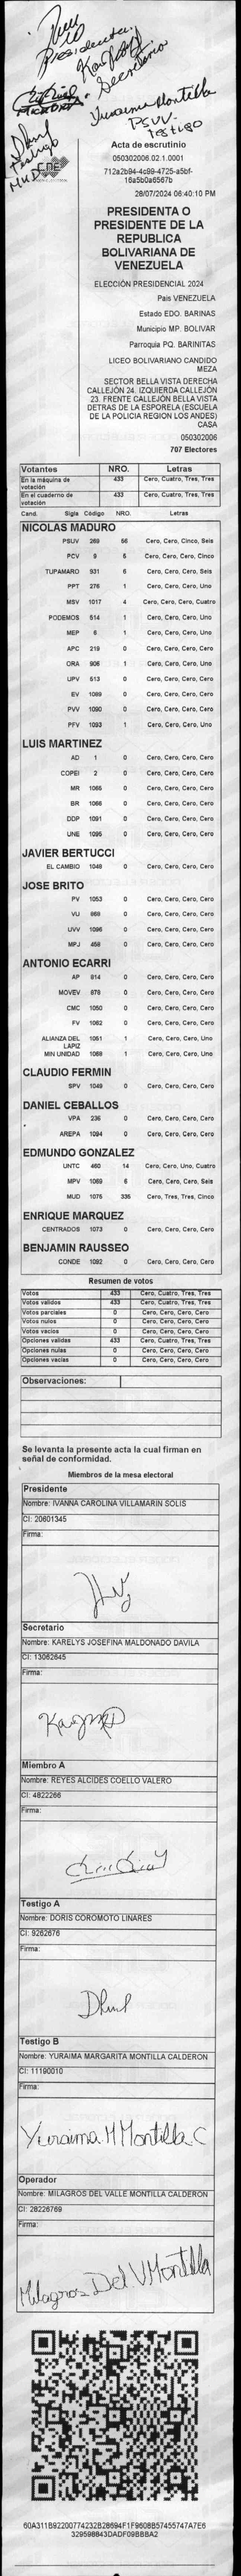 Presidenta.
Secretario
Yuraima Montilla
PSUV-
testigo
Dhnl
testigo
MUD
CNE
Acta de escrutinio
050302006.02.1.0001
712a2b94-4c99-4725-a5bf-
16a5b0a6567b
28/07/2024 06:40:10 PM
PRESIDENTA O
PRESIDENTE DE LA
REPUBLICA
BOLIVARIANA DE
VENEZUELA
ELECCIÓN PRESIDENCIAL 2024
Pais VENEZUELA
Estado EDO. BARINAS
Municipio MP. BOLIVAR
Parroquia PQ. BARINITAS
LICEO BOLIVARIANO CANDIDO
MEZA
SECTOR BELLA VISTA DERECHA
CALLEJÓN 24. IZQUIERDA CALLEJÓN
23. FRENTE CALLEJÓN BELLA VISTA
DETRAS DE LA ESPORELA (ESCUELA
DE LA POLICIA REGION LOS ANDES)
CASA
050302006
707 Electores
Votantes NRO. Letras
En la máquina de votación 433 Cero, Cuatro, Tres, Tres
En el cuaderno de votación 433 Cero, Cuatro, Tres, Tres
Cand. Sigla Código NRO. Letras
NICOLAS MADURO
PSUV 269 56 Cero, Cero, Cinco, Seis
PCV 9 5 Cero, Cero, Cero, Cinco
TUPAMARO 931 6 Cero, Cero, Cero, Seis
PPT 276 1 Cero, Cero, Cero, Uno
MSV 1017 4 Cero, Cero, Cero, Cuatro
PODEMOS 514 1 Cero, Cero, Cero, Uno
MEP 6 1 Cero, Cero, Cero, Uno
APC 219 0 Cero, Cero, Cero, Cero
ORA 906 1 Cero, Cero, Cero, Uno
UPV 513 0 Cero, Cero, Cero, Cero
EV 1089 0 Cero, Cero, Cero, Cero
PVV 1090 0 Cero, Cero, Cero, Cero
PFV 1093 1 Cero, Cero, Cero, Uno
LUIS MARTINEZ
AD 1 0 Cero, Cero, Cero, Cero
COPEI 2 0 Cero, Cero, Cero, Cero
MR 1065 0 Cero, Cero, Cero, Cero
BR 1066 0 Cero, Cero, Cero, Cero
DDP 1091 0 Cero, Cero, Cero, Cero
UNE 1095 0 Cero, Cero, Cero, Cero
JAVIER BERTUCCI
EL CAMBIO 1048 0 Cero, Cero, Cero, Cero
JOSE BRITO
PV 1053 0 Cero, Cero, Cero, Cero
VU 868 0 Cero, Cero, Cero, Cero
UVV 1096 0 Cero, Cero, Cero, Cero
MPJ 458 0 Cero, Cero, Cero, Cero
ANTONIO ECARRI
AP 814 0 Cero, Cero, Cero, Cero
MOVEV 978 0 Cero, Cero, Cero, Cero
CMC 1050 0 Cero, Cero, Cero, Cero
FV 1082 0 Cero, Cero, Cero, Cero
ALIANZA DEL LAPIZ 1051 1 Cero, Cero, Cero, Uno
MIN UNIDAD 1088 1 Cero, Cero, Cero, Uno
CLAUDIO FERMIN
SPV 1049 0 Cero, Cero, Cero, Cero
DANIEL CEBALLOS
VPA 236 0 Cero, Cero, Cero, Cero
AREPA 1094 0 Cero, Cero, Cero, Cero
EDMUNDO GONZALEZ
UNTC 460 14 Cero, Cero, Uno, Cuatro
MPV 1069 6 Cero, Cero, Cero, Seis
MUD 1075 335 Cero, Tres, Tres, Cinco
ENRIQUE MARQUEZ
CENTRADOS 1073 0 Cero, Cero, Cero, Cero
BENJAMIN RAUSSEO
CONDE 1092 0 Cero, Cero, Cero, Cero
Resumen de votos
Votos 433 Cero, Cuatro, Tres, Tres
Votos validos 433 Cero, Cuatro, Tres, Tres
Votos parciales 0 Cero, Cero, Cero, Cero
Votos nulos 0 Cero, Cero, Cero, Cero
Votos vacios 0 Cero, Cero, Cero, Cero
Opciones validas 433 Cero, Cuatro, Tres, Tres
Opciones nulas 0 Cero, Cero, Cero, Cero
Opciones vacias 0 Cero, Cero, Cero, Cero
Observaciones:
Se levanta la presente acta la cual firman en
señal de conformidad.
Miembros de la mesa electoral
Presidente
Nombre: IVANNA CAROLINA VILLAMARIN SOLIS
CI: 20601345
Firma:
Secretario
Nombre: KARELYS JOSEFINA MALDONADO DAVILA
CI: 13062645
Firma:
Miembro A
Nombre: REYES ALCIDES COELLO VALERO
CI: 4822266
Firma:
Testigo A
Nombre: DORIS COROMOTO LINARES
CI: 9262676
Firma:
Testigo B
Nombre: YURAIMA MARGARITA MONTILLA CALDERON
CI: 11190010
Firma:
Yuraima M Montilla C
Operador
Nombre: MILAGROS DEL VALLE MONTILLA CALDERON
CI: 28226769
Firma:
Milagros Del V Montilla
60A311B92200774232B28694F1F9608B57455747A7E6
329598843DADF09BBBA2